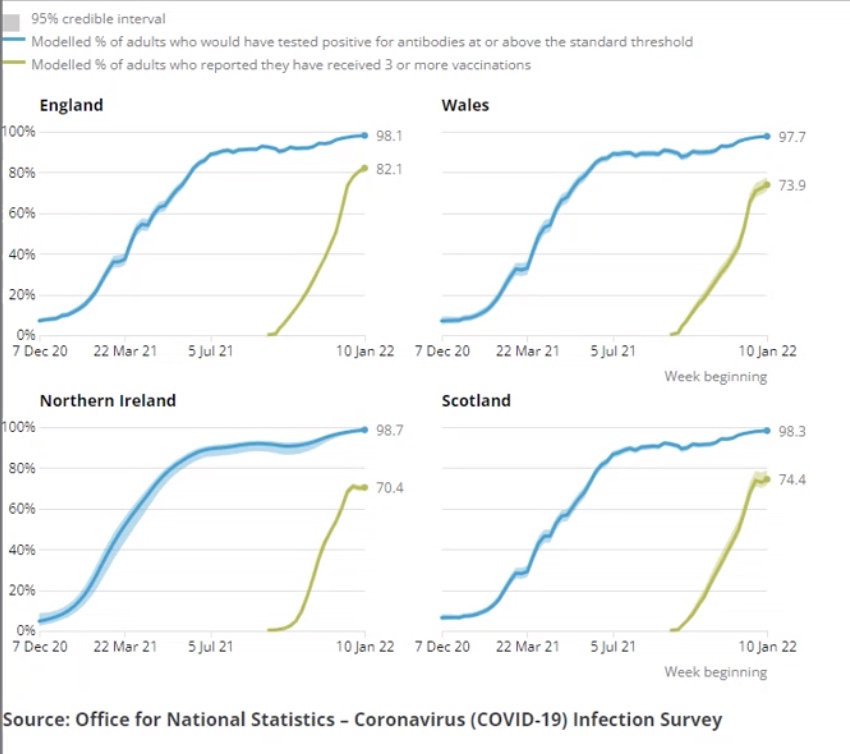 95% credible interval
Modelled % of adults who would have tested positive for antibodies at or above the standard threshold
Modelled % of adults who reported they have received 3 or more vaccinations
England
100%
80%
60%
40%
20%
0%
98.1
82.1
7 Dec 20 22 Mar 21 5 Jul 21 10 Jan 22
Wales
97.7
73.9
7 Dec 20 22 Mar 21 5 Jul 21 10 Jan 22
Week beginning
Northern Ireland
100%
80%
60%
40%
20%
0%
98.7
70.4
7 Dec 20 22 Mar 21 5 Jul 21 10 Jan 22
Scotland
98.3
74.4
7 Dec 20 22 Mar 21 5 Jul 21 10 Jan 22
Week beginning
Source: Office for National Statistics – Coronavirus (COVID-19) Infection Survey